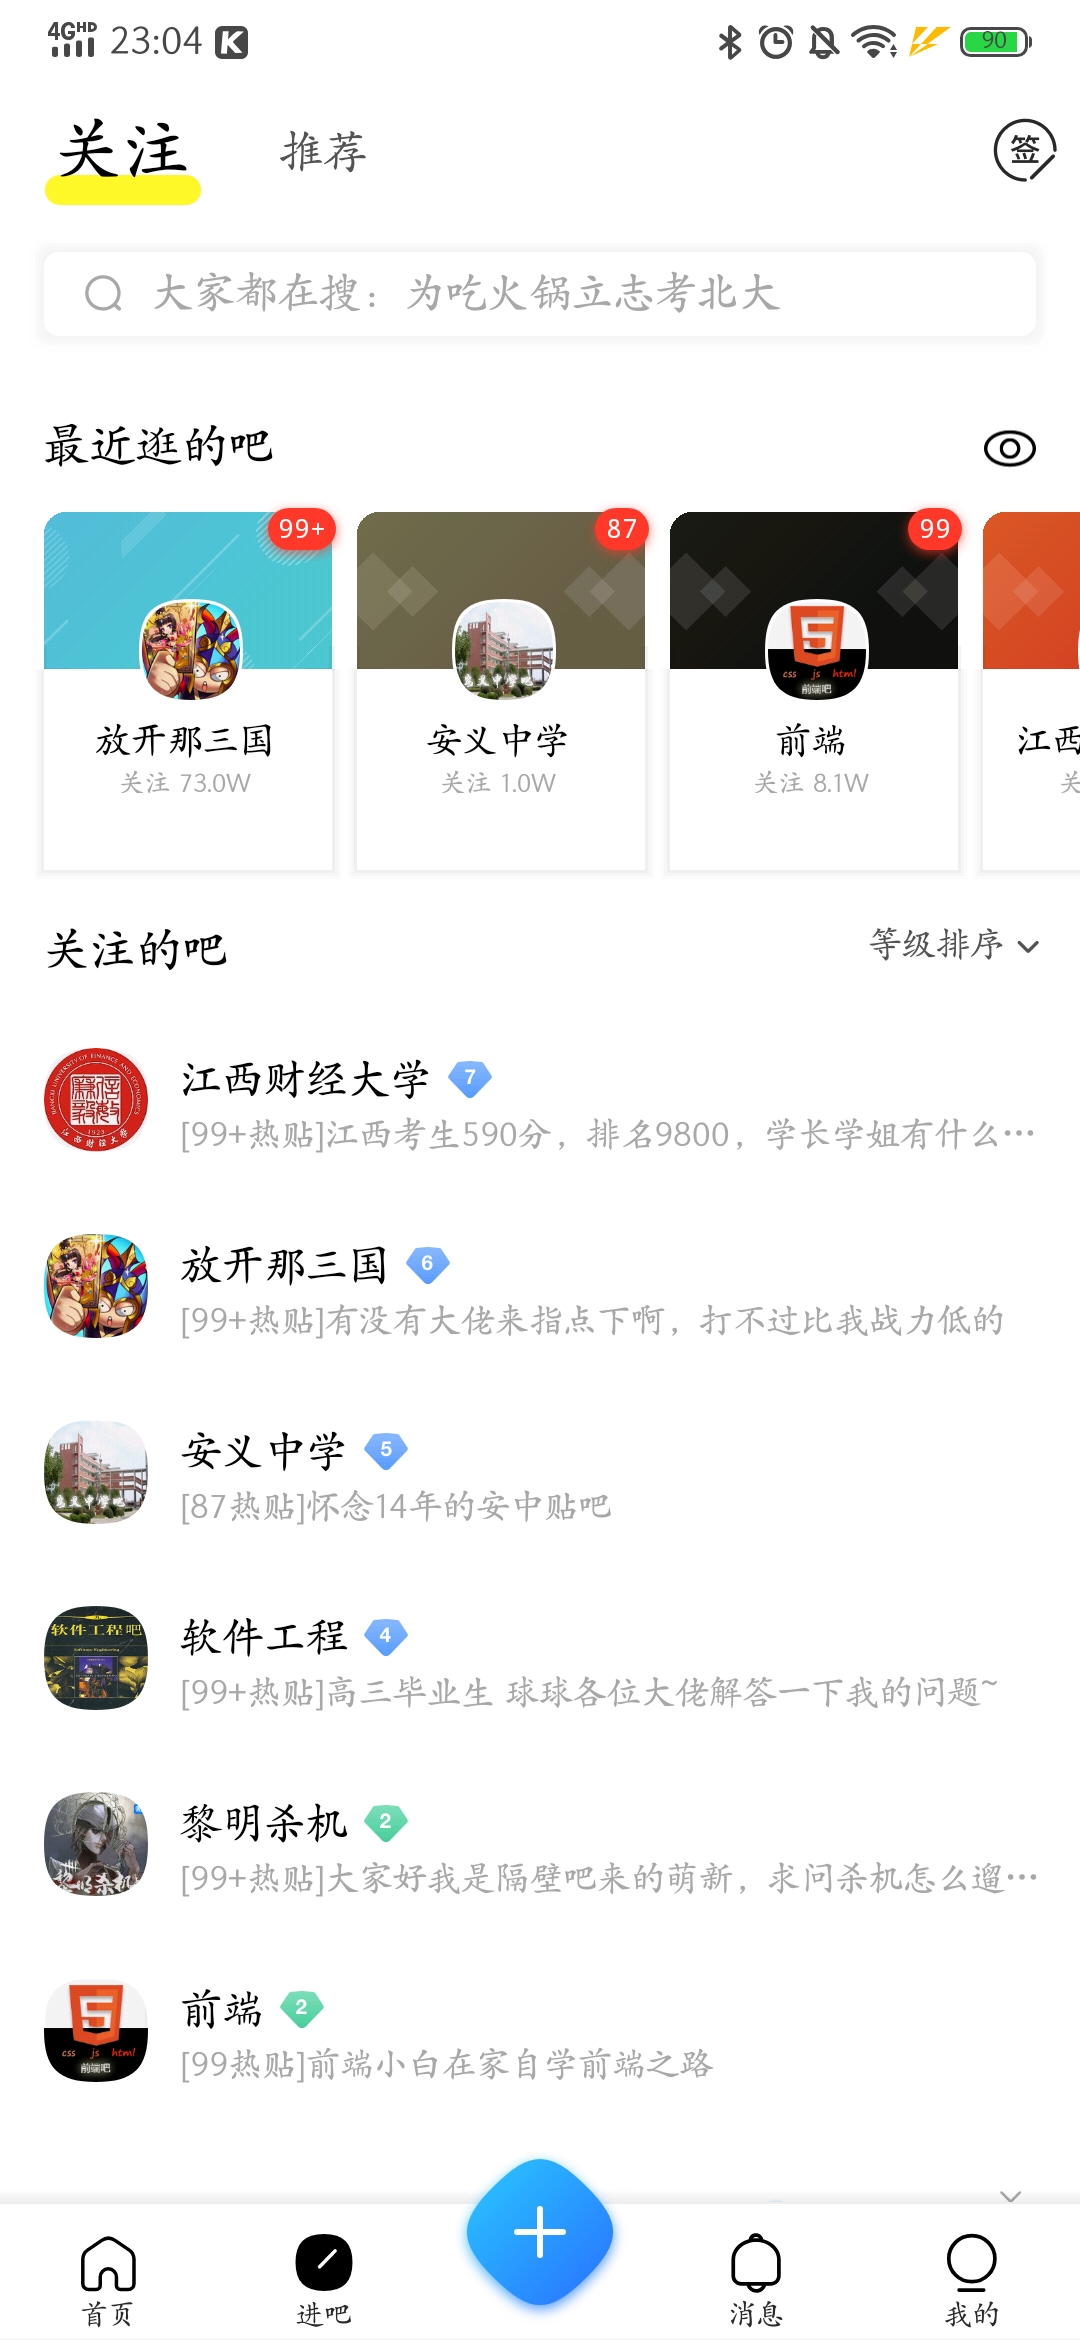 4GHD 23:04 K 90
关注 推荐 签
大家都在搜：为吃火锅立志考北大
最近逛的吧
99+ 87 99
css js html
前端吧
放开那三国 安义中学 前端 江西
关注 73.0W 关注 1.0W 关注 8.1W 关
关注的吧 等级排序
江西财经大学 7
[99+热贴]江西考生590分，排名9800，学长学姐有什么…
放开那三国 6
[99+热贴]有没有大佬来指点下啊，打不过比我战力低的
安义中学 5
[87热贴]怀念14年的安中贴吧
软件工程吧
软件工程 4
[99+热贴]高三毕业生 球球各位大佬解答一下我的问题~
黎明杀机 2
[99+热贴]大家好我是隔壁吧来的萌新，求问杀机怎么遛…
前端 2
css js html
前端吧
[99热贴]前端小白在家自学前端之路
首页 进吧 消息 我的